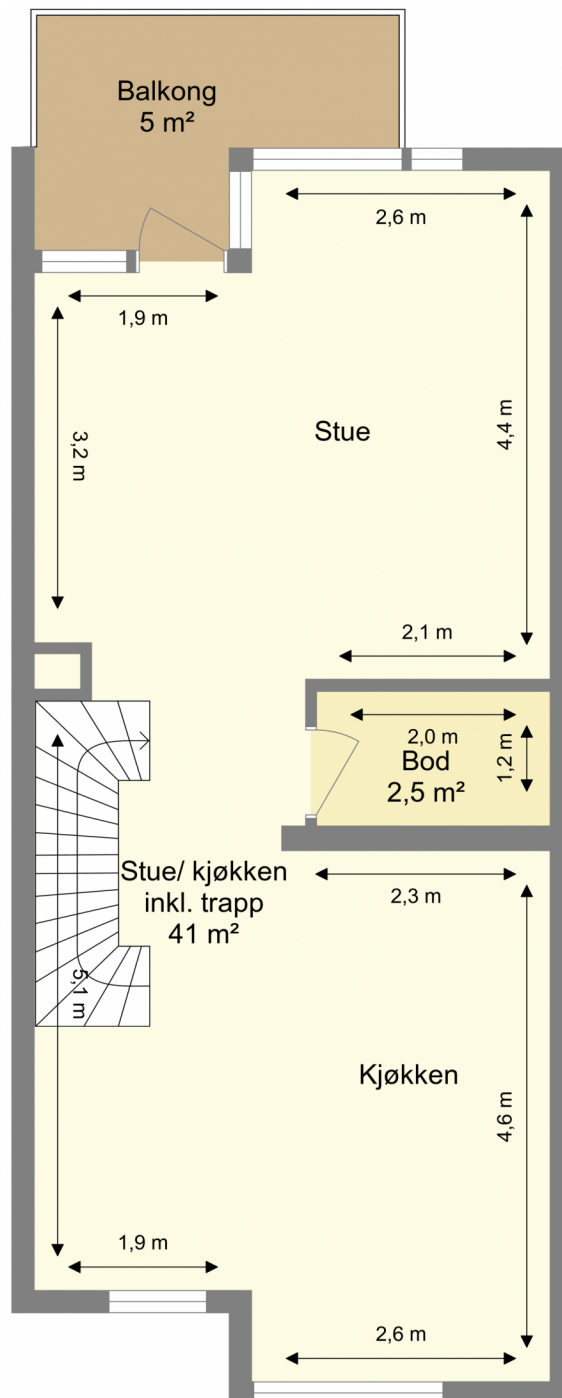 Balkong
5 m²
2,6 m
1,9 m
3,2 m
Stue
4,4 m
2,1 m
2,0 m
Bod
2,5 m²
1,2 m
Stue/ kjøkken
inkl. trapp
41 m²
2,3 m
5,1 m
Kjøkken
4,6 m
1,9 m
2,6 m